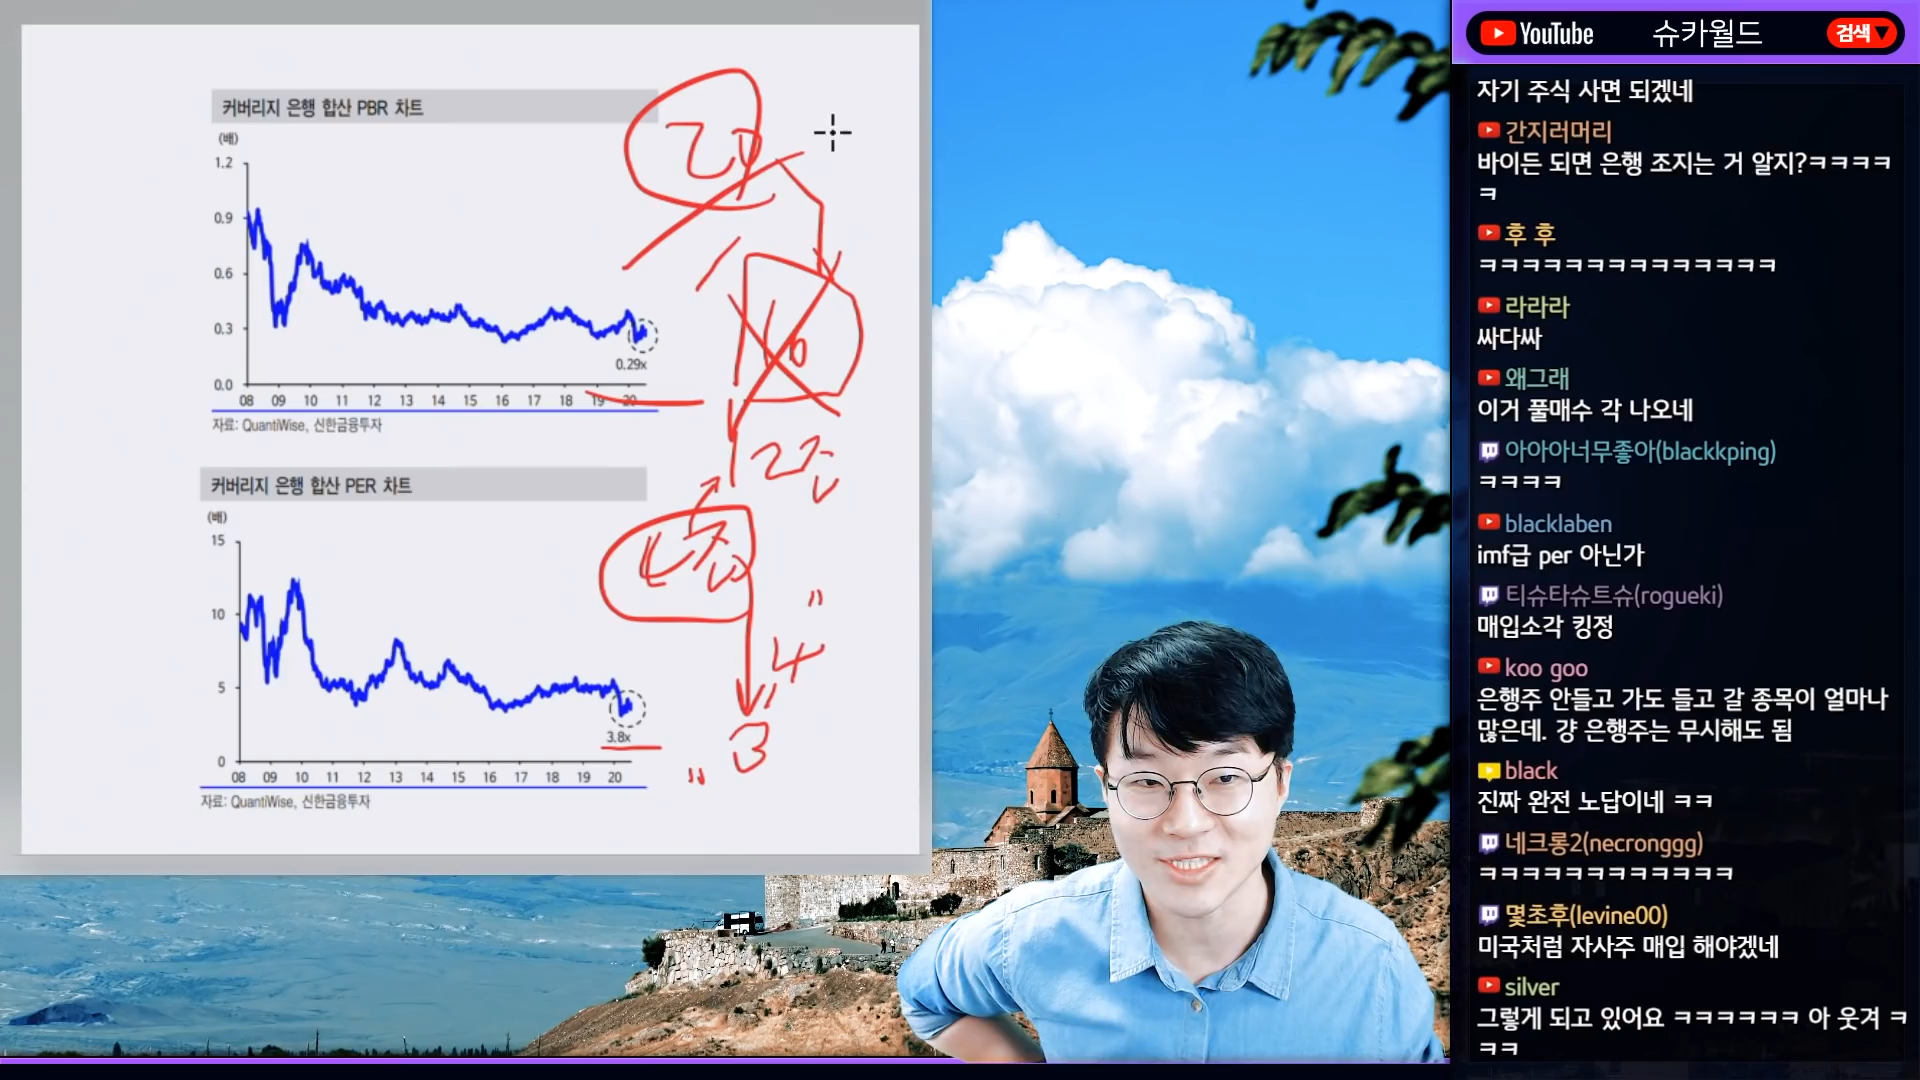 커버리지 은행 합산 PBR 차트
(배)
1.2
0.9
0.6
0.3
0.0
0.29x
08 09 10 11 12 13 14 15 16 17 18 19 20
자료: QuantiWise, 신한금융투자
커버리지 은행 합산 PER 차트
(배)
15
10
5
0
3.8x
08 09 10 11 12 13 14 15 16 17 18 19 20
자료: QuantiWise, 신한금융투자
20
10
2조
4
3
YouTube 슈카월드 검색▼
자기 주식 사면 되겠네
간지러머리
바이든 되면 은행 조지는 거 알지?ㅋㅋㅋㅋ
ㅋ
후 후
ㅋㅋㅋㅋㅋㅋㅋㅋㅋㅋㅋㅋㅋㅋ
라라라
싸다싸
왜그래
이거 풀매수 각 나오네
아아아너무좋아(blackkping)
ㅋㅋㅋㅋ
blacklaben
imf급 per 아닌가
티슈타슈트슈(rogueki)
매입소각 킹정
koo goo
은행주 안들고 가도 들고 갈 종목이 얼마나
많은데. 걍 은행주는 무시해도 됨
black
진짜 완전 노답이네 ㅋㅋ
네크롱2(necronggg)
ㅋㅋㅋㅋㅋㅋㅋㅋㅋㅋㅋㅋ
몇초후(levine00)
미국처럼 자사주 매입 해야겠네
silver
그렇게 되고 있어요 ㅋㅋㅋㅋㅋㅋ 아 웃겨 ㅋ
ㅋㅋ